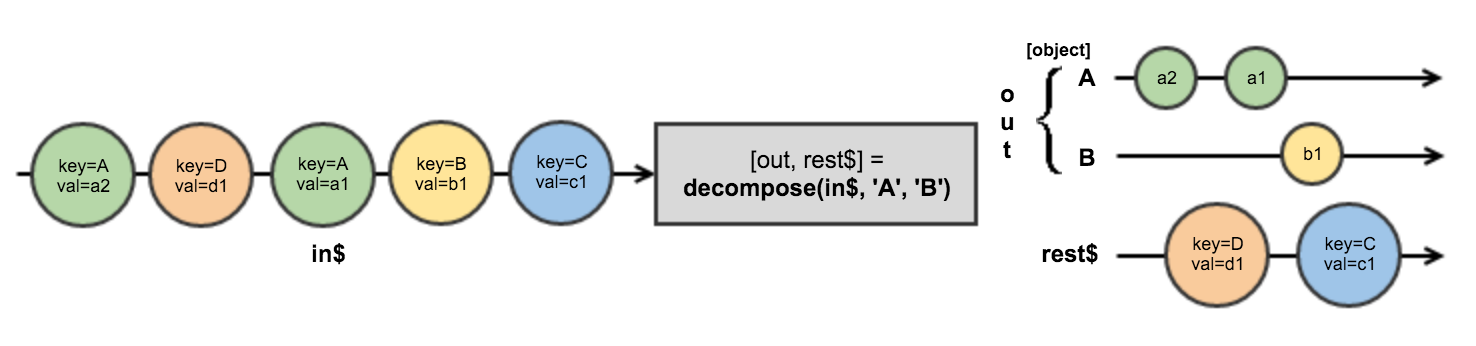 key=A
val=a2
key=D
val=d1
key=A
val=a1
key=B
val=b1
key=C
val=c1
in$
[out, rest$] =
decompose(in$, 'A', 'B')
[object]
o
u
t
A
a2
a1
B
b1
rest$
key=D
val=d1
key=C
val=c1